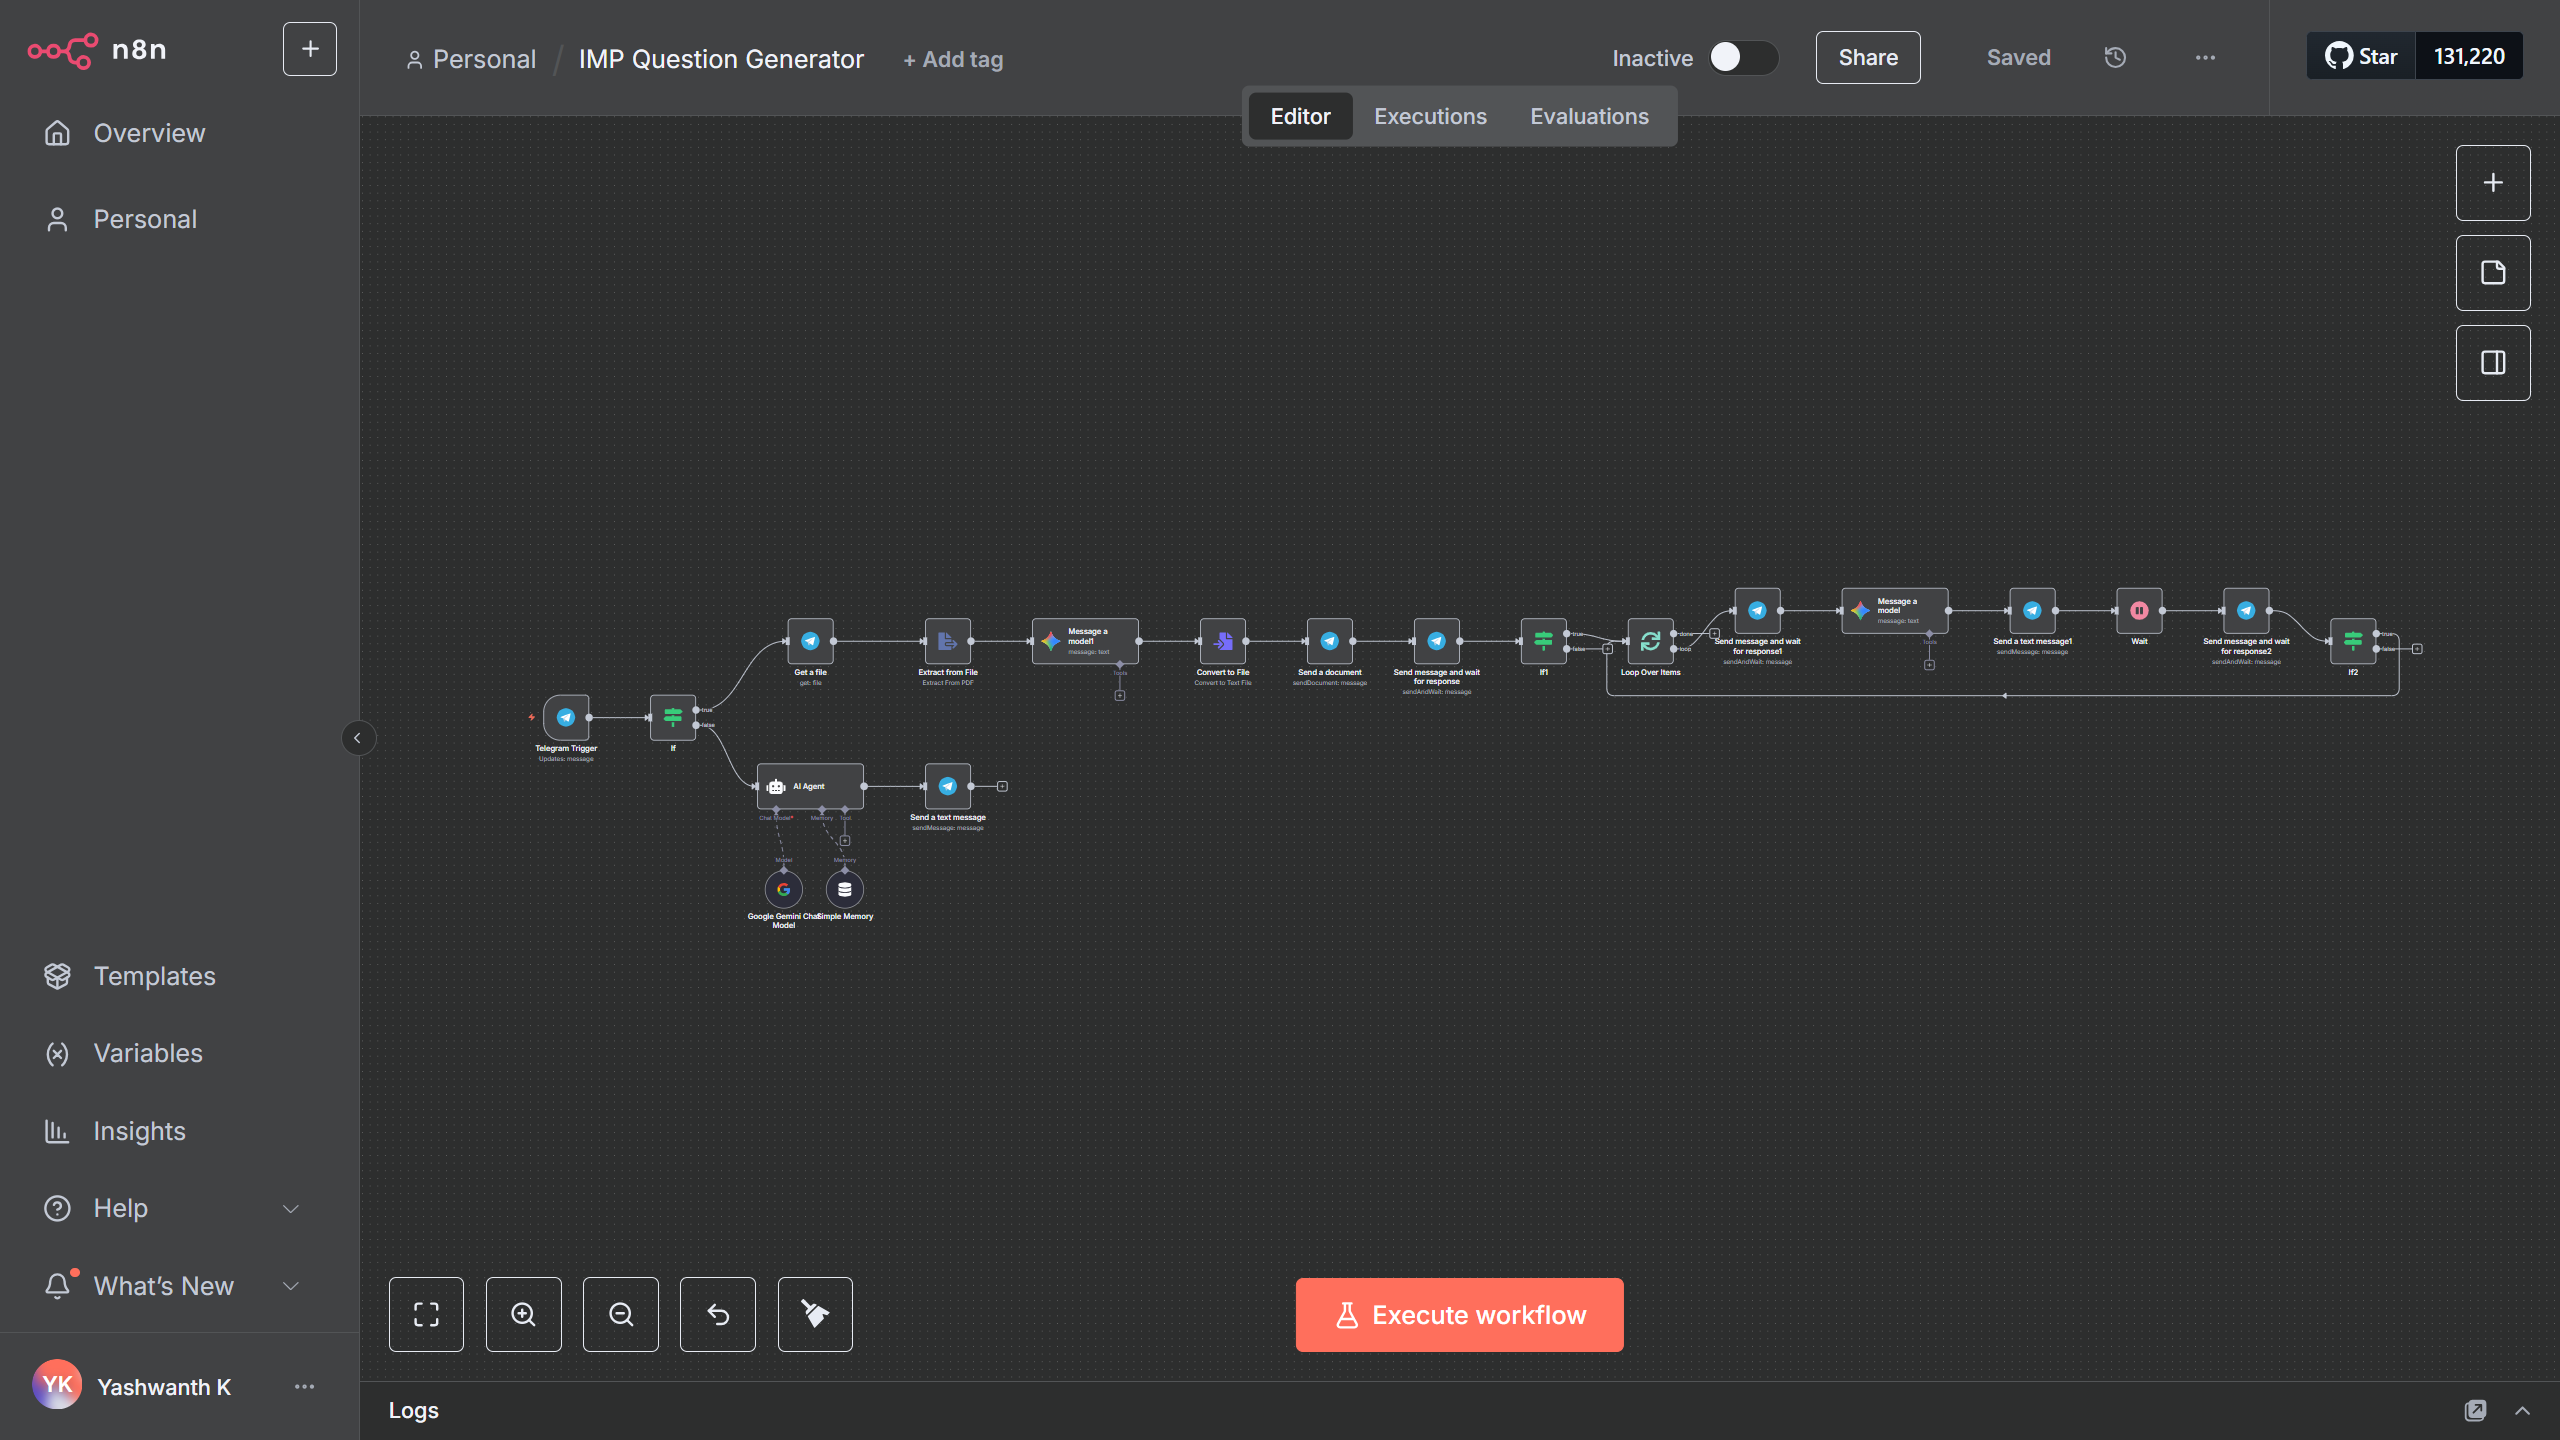 n8n
Personal / IMP Question Generator + Add tag
Inactive
Share
Saved
Star 131,220
Editor Executions Evaluations
Overview
Personal
Telegram Trigger
Updates: message
If
true
false
Get a file
get: file
Extract from File
Extract From PDF
Message a
model1
message: text
Tools
Convert to File
Convert to Text File
Send a document
sendDocument: message
Send message and wait
for response
sendAndWait: message
If1
true
false
Loop Over Items
done
loop
Send message and wait
for response1
sendAndWait: message
Message a
model
message: text
Tools
Send a text message1
sendMessage: message
Wait
Send message and wait
for response2
sendAndWait: message
If2
true
false
AI Agent
Chat Model* Memory Tool
Send a text message
sendMessage: message
Model Memory
Google Gemini Chat
Model
Simple Memory
Templates
Variables
Insights
Help
What's New
Execute workflow
YK Yashwanth K
Logs